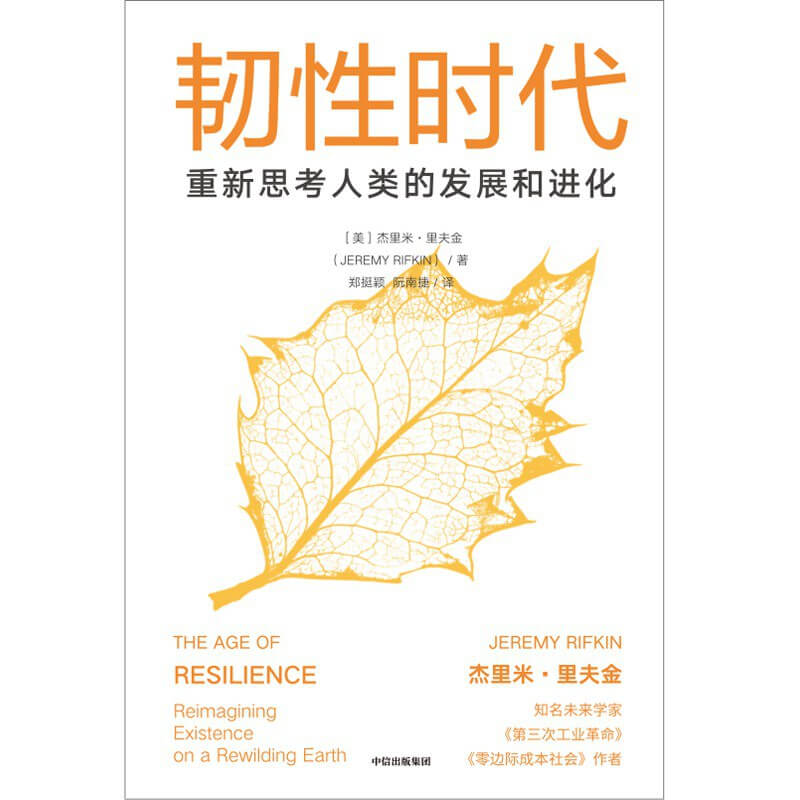 韧性时代
重新思考人类的发展和进化
[美]杰里米·里夫金
(JEREMY RIFKIN) / 著
郑挺颖 阮南捷 / 译
THE AGE OF
RESILIENCE
Reimagining
Existence
on a Rewilding Earth
JEREMY RIFKIN
杰里米·里夫金
知名未来学家
《第三次工业革命》
《零边际成本社会》作者
中信出版集团